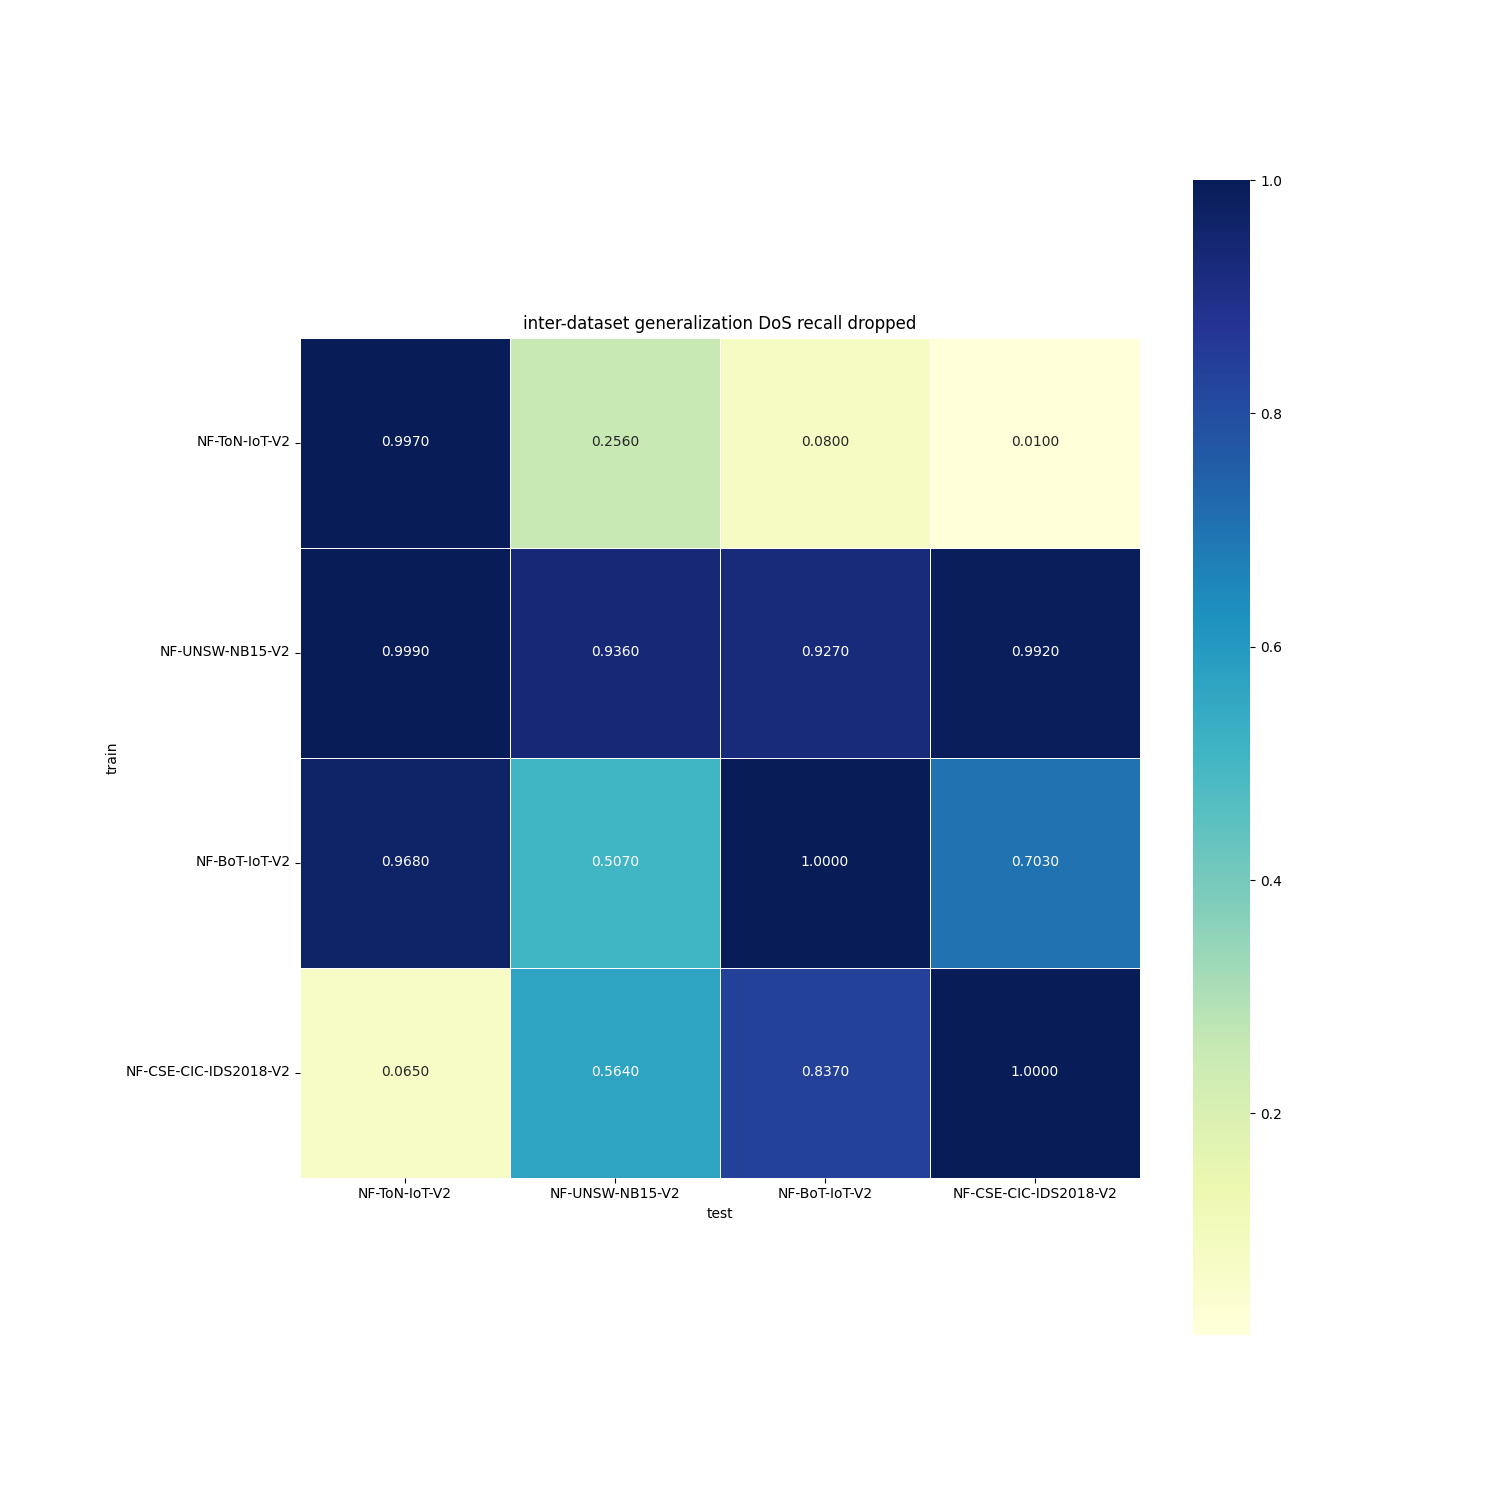 inter-dataset generalization DoS recall dropped
train
NF-ToN-IoT-V2 0.9970 0.2560 0.0800 0.0100
NF-UNSW-NB15-V2 0.9990 0.9360 0.9270 0.9920
NF-BoT-IoT-V2 0.9680 0.5070 1.0000 0.7030
NF-CSE-CIC-IDS2018-V2 0.0650 0.5640 0.8370 1.0000
NF-ToN-IoT-V2 NF-UNSW-NB15-V2 NF-BoT-IoT-V2 NF-CSE-CIC-IDS2018-V2
test
1.0
0.8
0.6
0.4
0.2